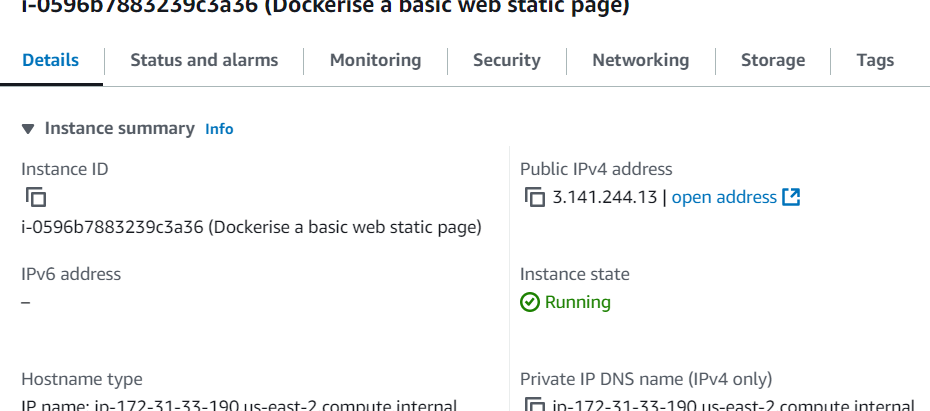 i-0596b7883239c3a36 (Dockerise a basic web static page)
Details Status and alarms Monitoring Security Networking Storage Tags
Instance summary Info
Instance ID
i-0596b7883239c3a36 (Dockerise a basic web static page)
Public IPv4 address
3.141.244.13 | open address
IPv6 address
–
Instance state
Running
Hostname type
IP name: ip-172-31-33-190.us-east-2.compute.internal
Private IP DNS name (IPv4 only)
ip-172-31-33-190.us-east-2.compute.internal